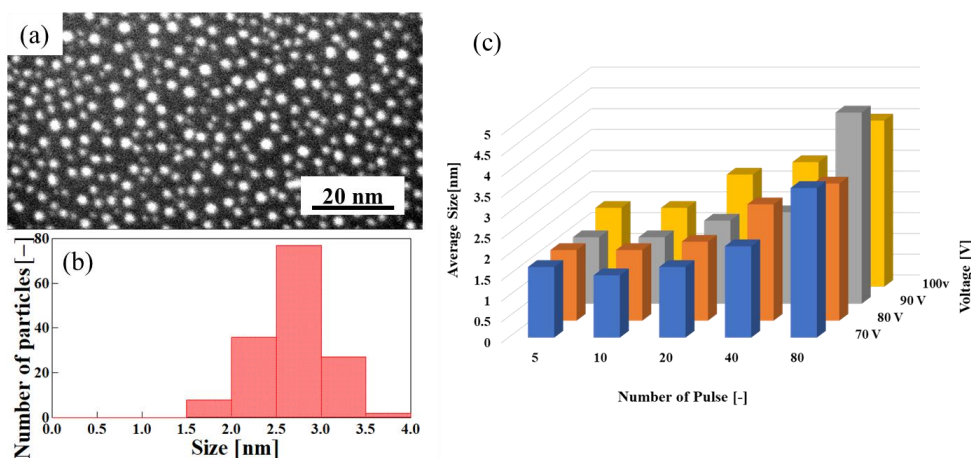 (a)
20 nm
(b)
Number of particles [−]
80
60
40
20
0
0.0 0.5 1.0 1.5 2.0 2.5 3.0 3.5 4.0
Size [nm]
(c)
Average Size[nm]
5
4.5
4
3.5
3
2.5
2
1.5
1
0.5
0
5 10 20 40 80
Number of Pulse [-]
100v
90 V
80 V
70 V
Voltage [V]